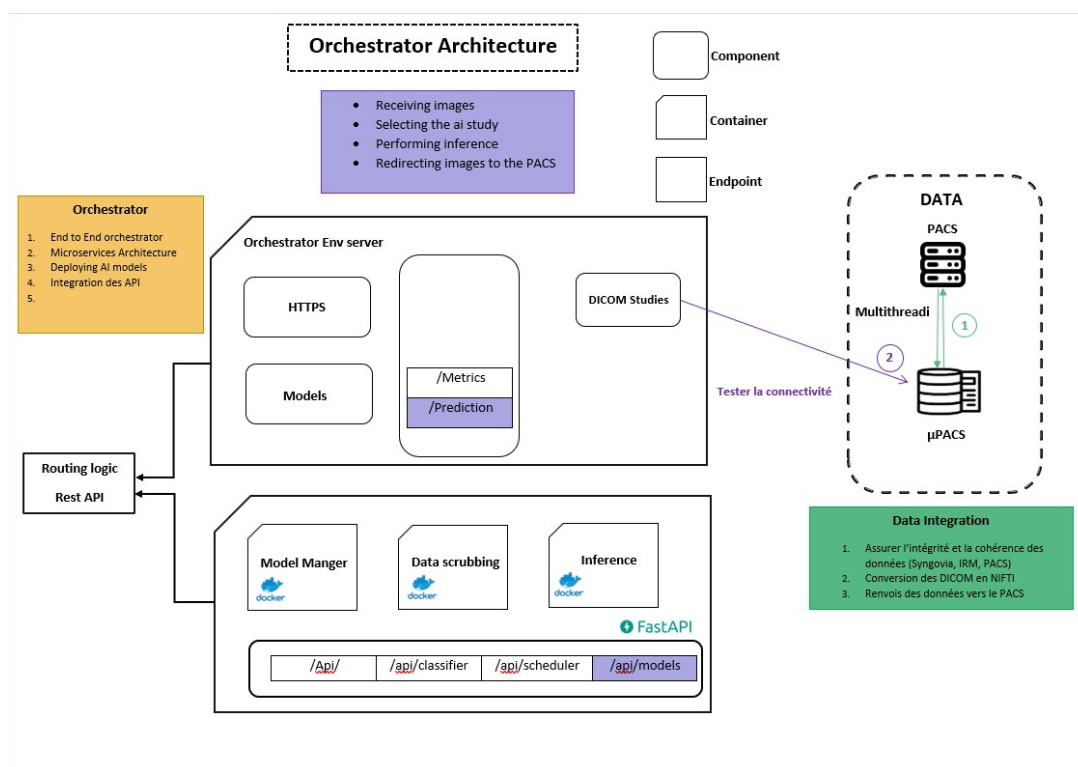 Orchestrator Architecture
Component
• Receiving images
• Selecting the ai study
• Performing inference
• Redirecting images to the PACS
Container
Endpoint
Orchestrator
1. End to End orchestrator
2. Microservices Architecture
3. Deploying AI models
4. Integration des API
5.
Orchestrator Env server
HTTPS
Models
/Metrics
/Prediction
DICOM Studies
DATA
PACS
Multithreadi
1
2
Tester la connectivité
µPACS
Routing logic
Rest API
Model Manger
docker
Data scrubbing
docker
Inference
docker
FastAPI
/Api/
/api/classifier
/api/scheduler
/api/models
Data Integration
1. Assurer l'intégrité et la cohérence des
données (Syngovia, IRM, PACS)
2. Conversion des DICOM en NIFTI
3. Renvois des données vers le PACS